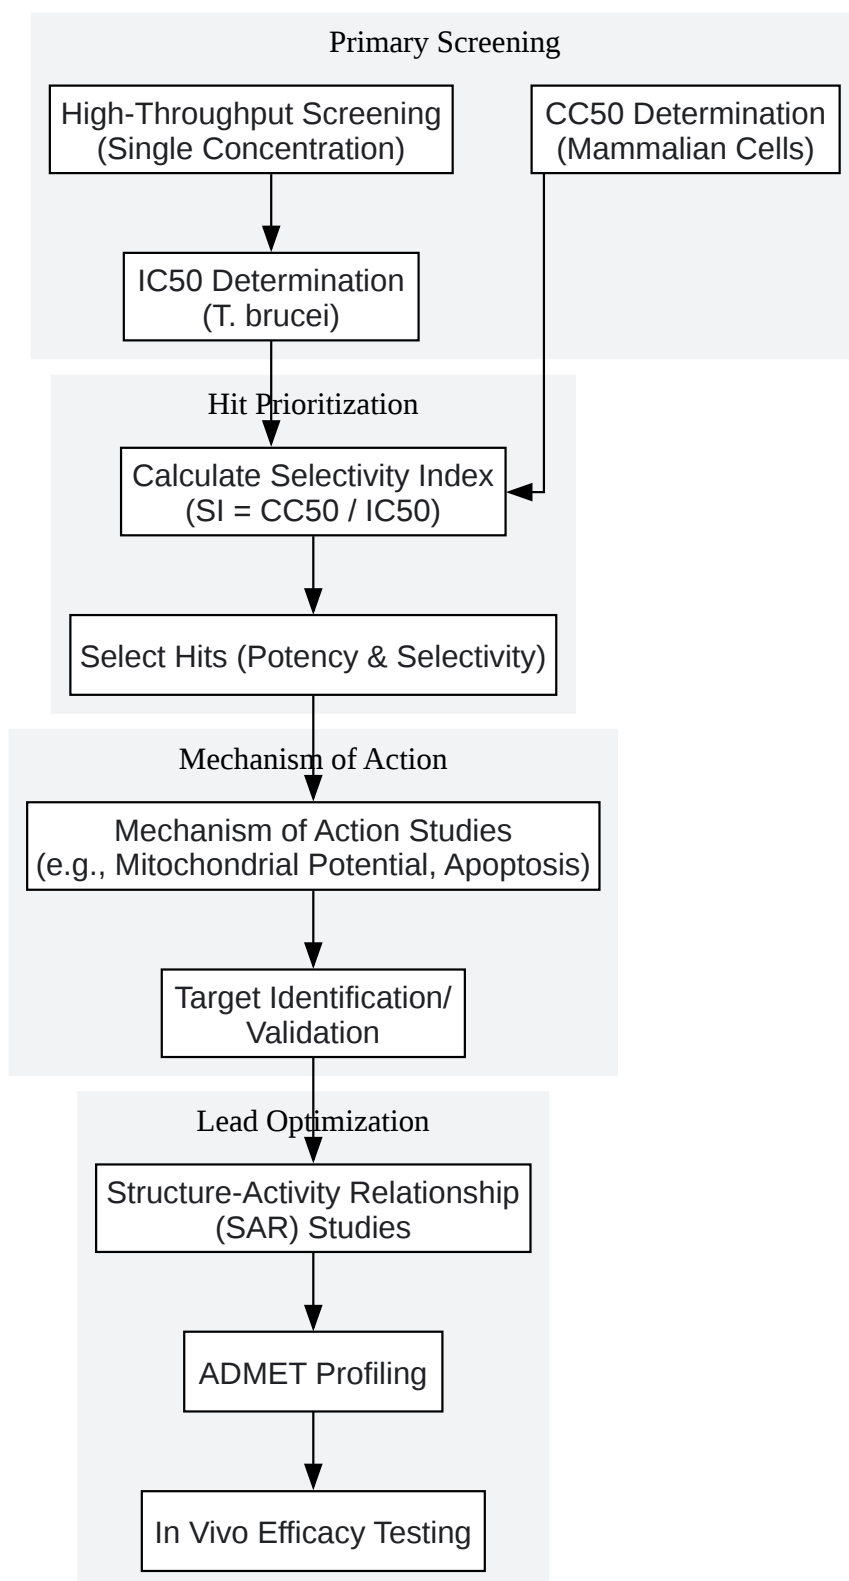 Primary Screening
High-Throughput Screening
(Single Concentration)
CC50 Determination
(Mammalian Cells)
IC50 Determination
(T. brucei)
Hit Prioritization
Calculate Selectivity Index
(SI = CC50 / IC50)
Select Hits (Potency & Selectivity)
Mechanism of Action
Mechanism of Action Studies
(e.g., Mitochondrial Potential, Apoptosis)
Target Identification/
Validation
Lead Optimization
Structure-Activity Relationship
(SAR) Studies
ADMET Profiling
In Vivo Efficacy Testing